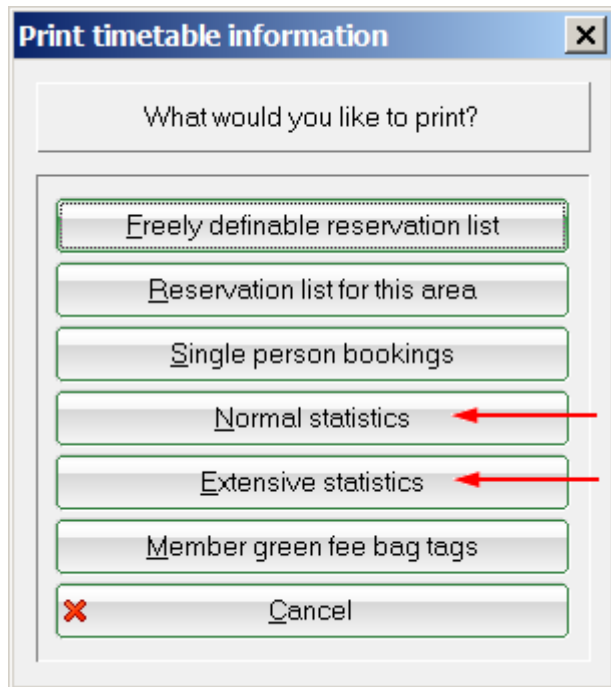 Print timetable information
What would you like to print?
Freely definable reservation list
Reservation list for this area
Single person bookings
Normal statistics
Extensive statistics
Member green fee bag tags
Cancel